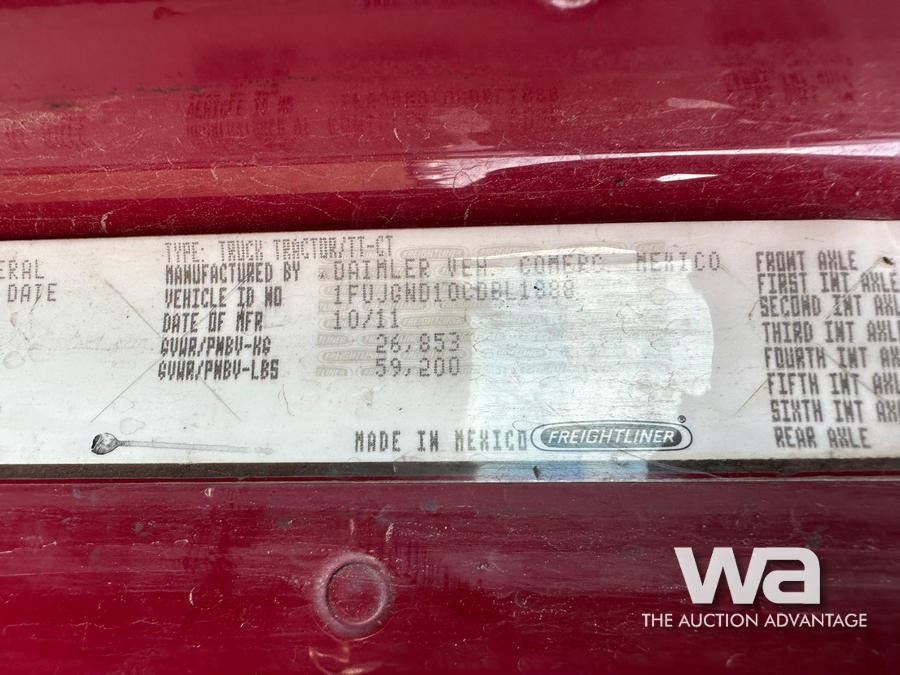 TYPE: TRUCK TRACTOR/TT-CT
ERAL
DATE
MANUFACTURED BY DAIMLER VEH. COMERC. MEXICO
VEHICLE ID NO 1FUJGND10CDBL1888
DATE OF MFR 10/11
GVWR/PNBV-KG 26,853
GVWR/PNBV-LBS 59,200
MADE IN MEXICO FREIGHTLINER®
FRONT AXLE
FIRST INT AXLE
SECOND INT AXL
THIRD INT AXLE
FOURTH INT AX
FIFTH INT AXL
SIXTH INT AX
REAR AXLE
wa
THE AUCTION ADVANTAGE